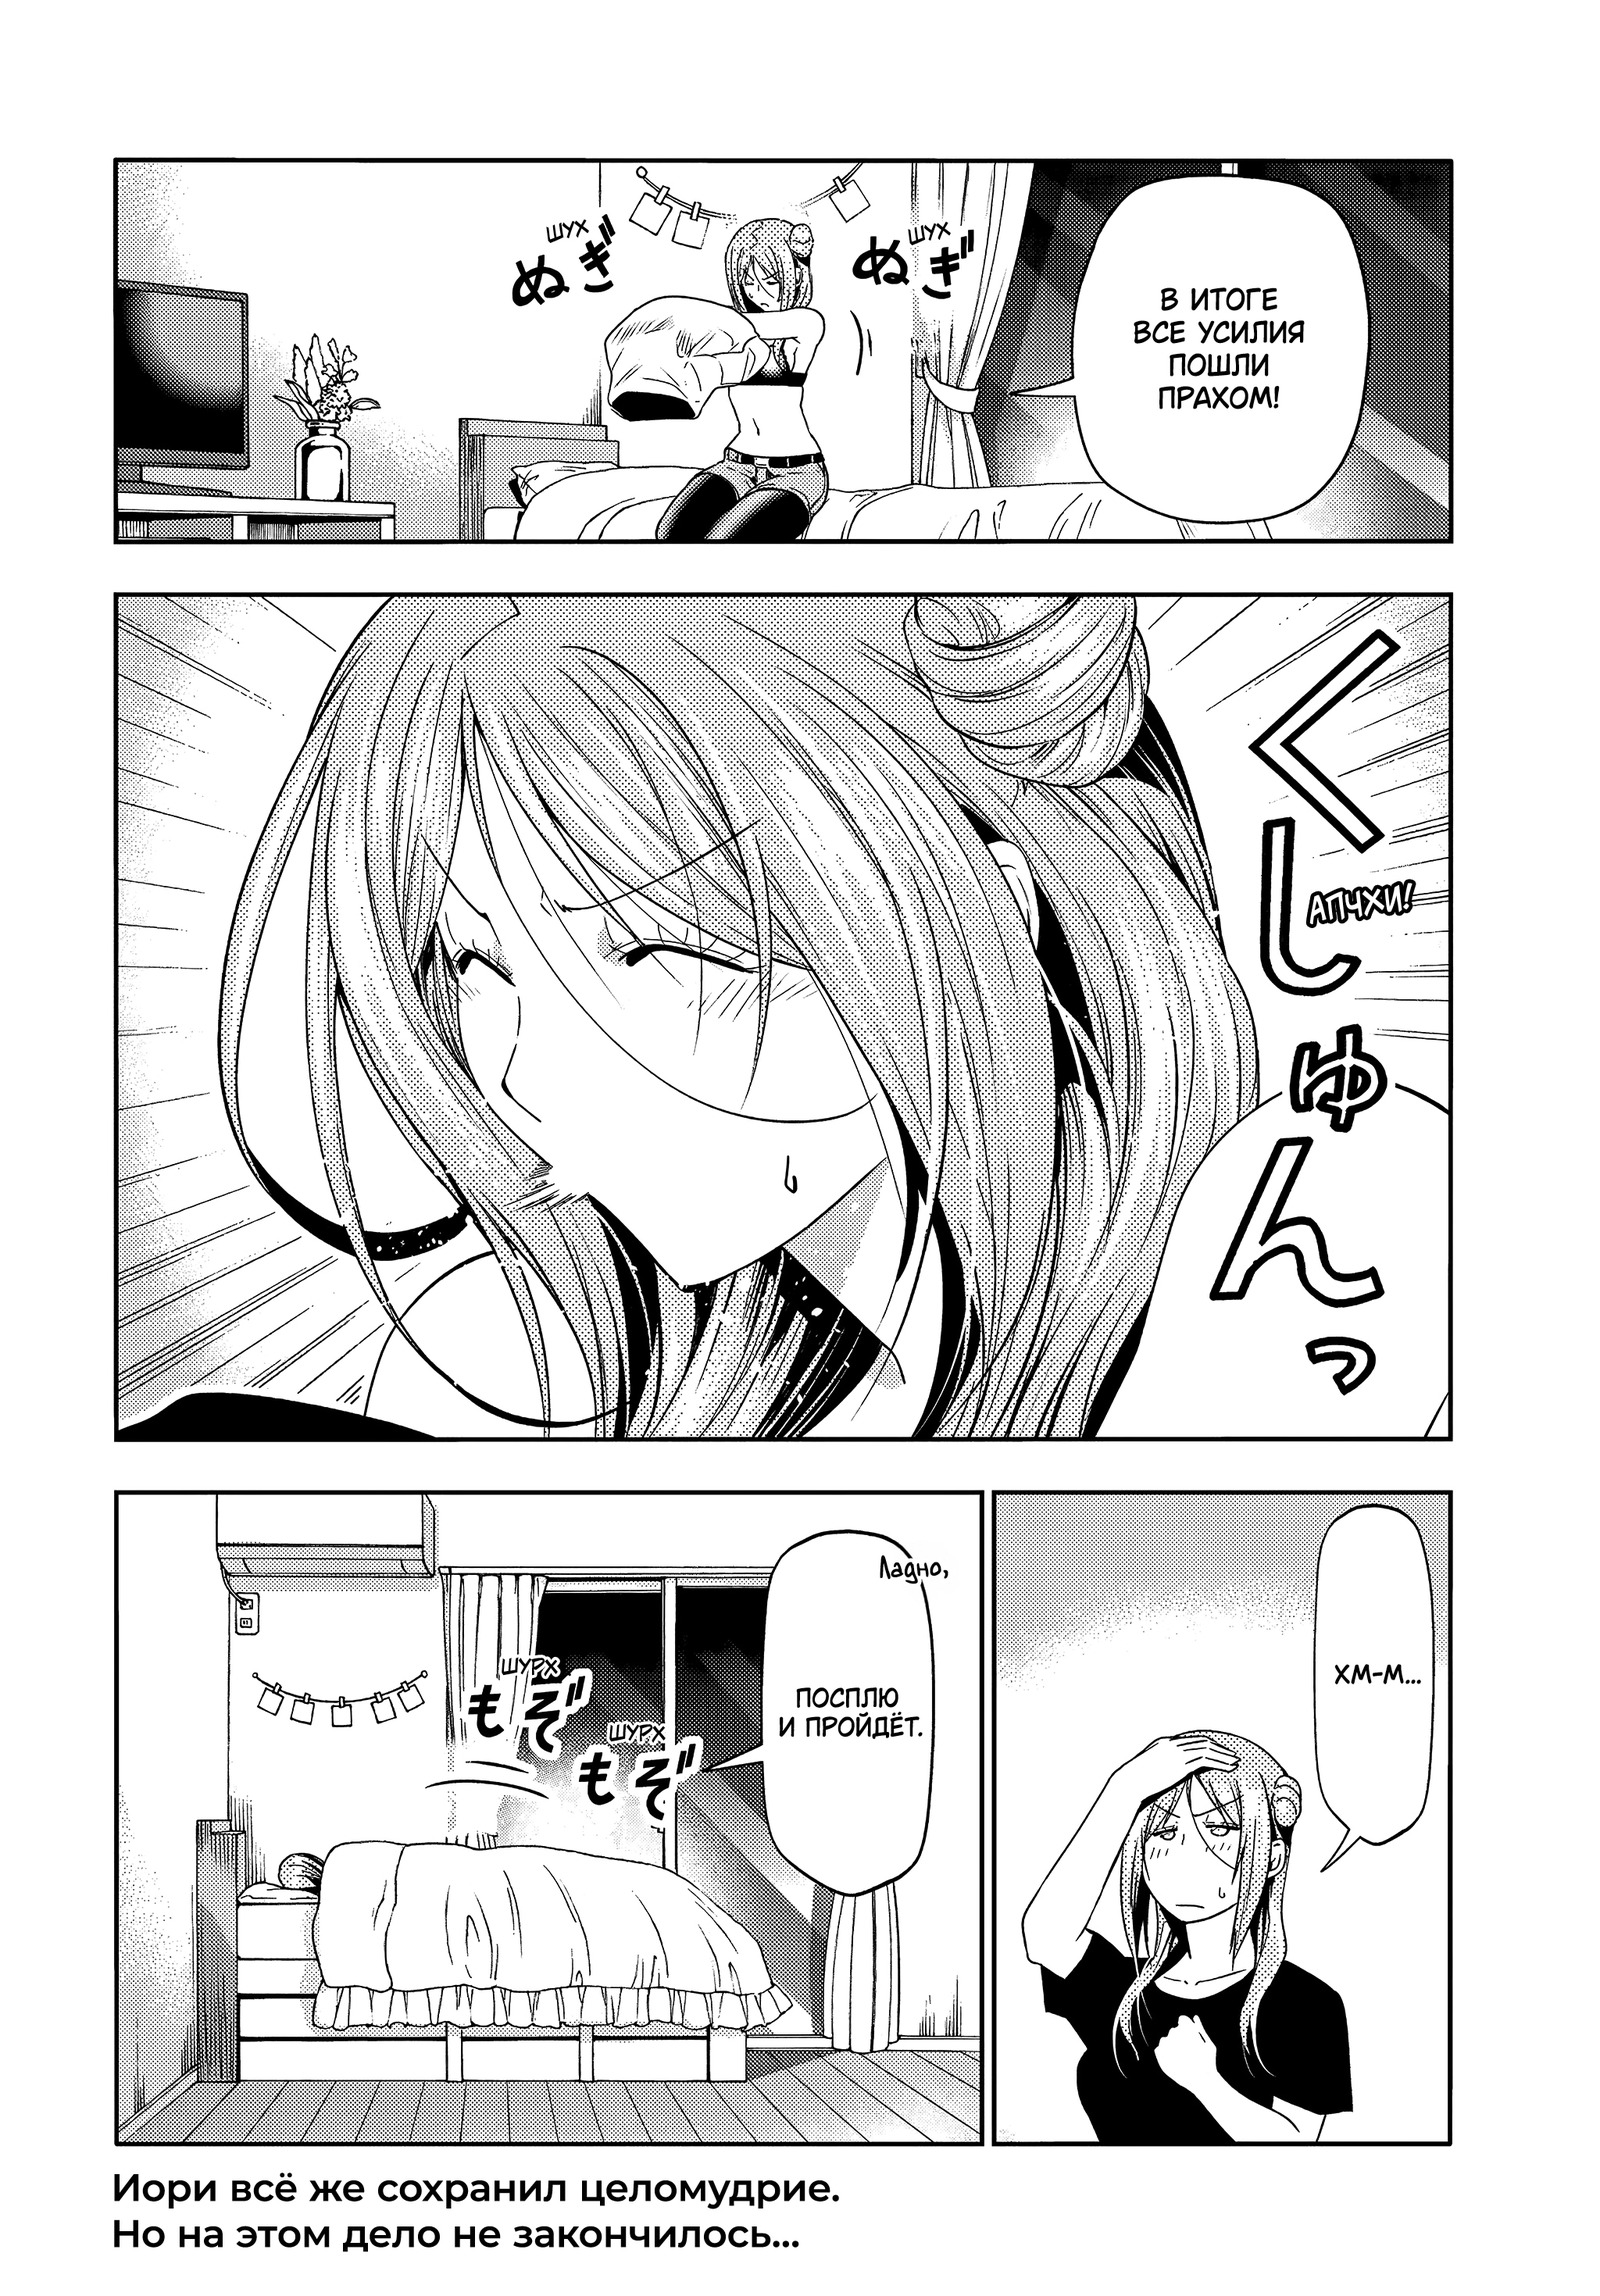 В ИТОГЕ
ВСЕ УСИЛИЯ
ПОШЛИ
ПРАХОМ!
ШУХ
ぬぎ
ШУХ
ぬぎ
くしゅんっ
АПЧХИ!
ХМ-М...
Ладно,
ПОСПЛЮ
И ПРОЙДЁТ.
ШУРХ
もぞ
ШУРХ
もぞ
Иори всё же сохранил целомудрие.
Но на этом дело не закончилось...